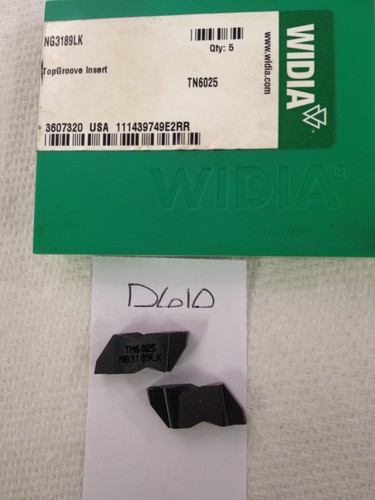 NG3189LK
Qty: 5
TopGroove Insert
TN6025
3607320 USA 111439749E2RR
www.widia.com
WIDIA
WIDIA®
D610
TN6025
NG3189LK